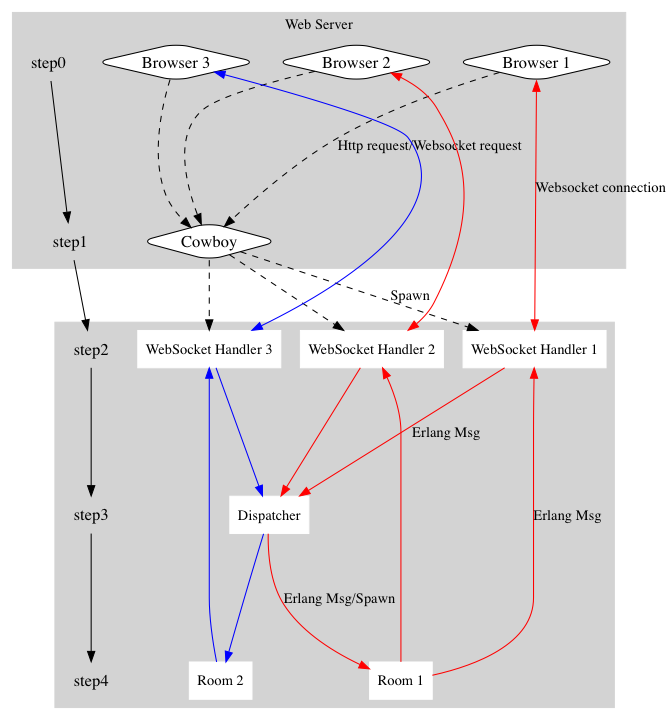 Web Server
step0
Browser 3
Browser 2
Browser 1
Http request/Websocket request
Websocket connection
step1
Cowboy
Spawn
step2
WebSocket Handler 3
WebSocket Handler 2
WebSocket Handler 1
Erlang Msg
step3
Dispatcher
Erlang Msg
Erlang Msg/Spawn
step4
Room 2
Room 1